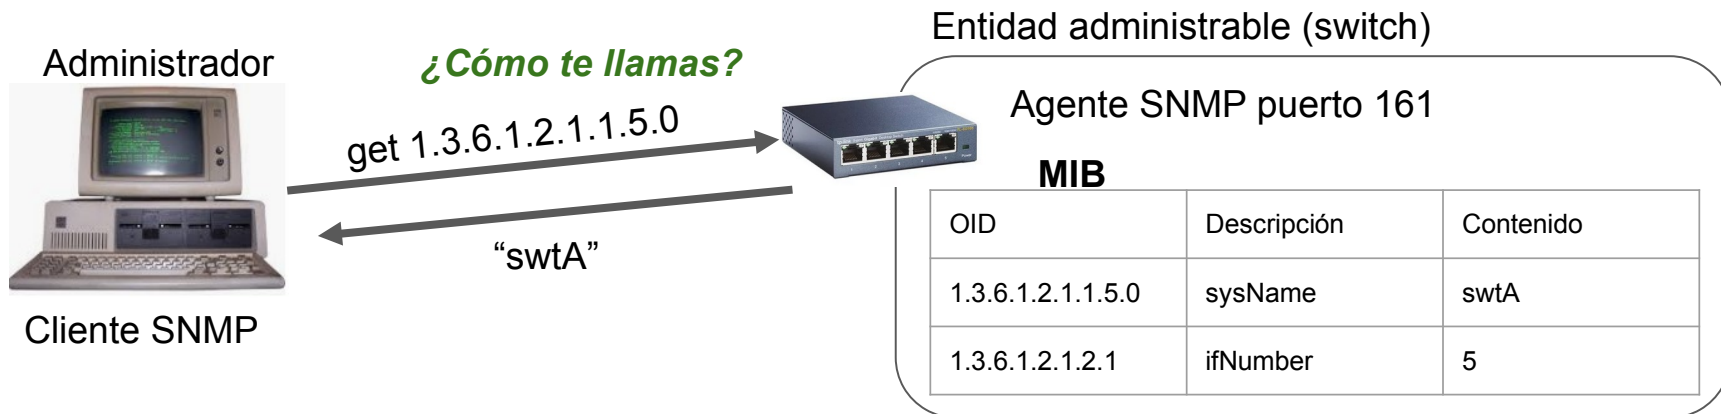 Entidad administrable (switch)
Administrador
¿Cómo te llamas?
get 1.3.6.1.2.1.1.5.0
Agente SNMP puerto 161
MIB
OID Descripción Contenido
1.3.6.1.2.1.1.5.0 sysName swtA
1.3.6.1.2.1.2.1 ifNumber 5
“swtA”
Cliente SNMP